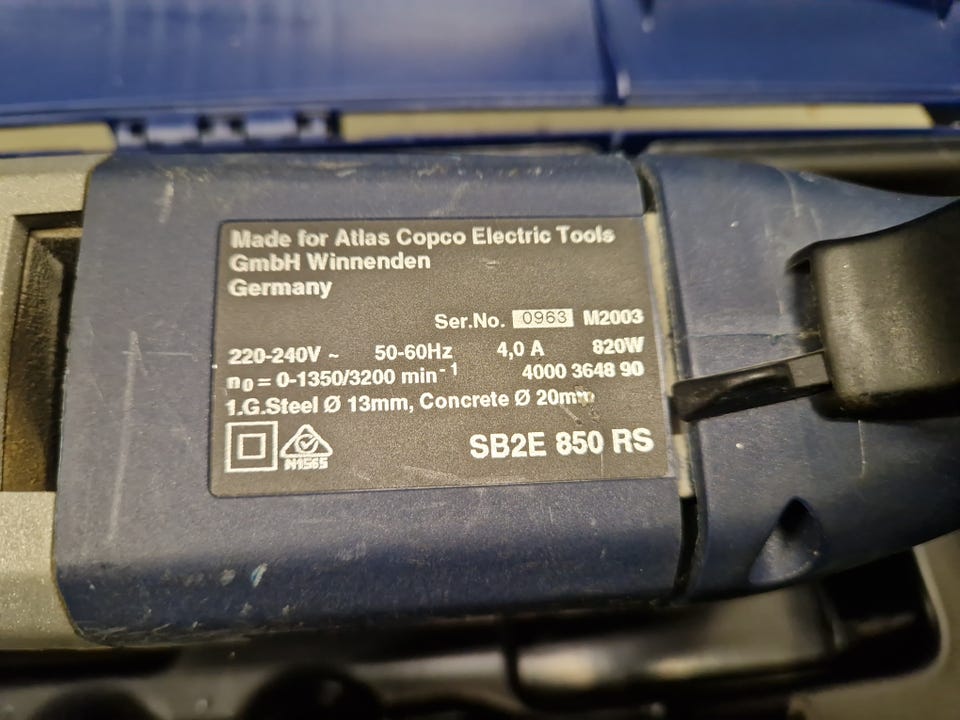 Made for Atlas Copco Electric Tools
GmbH Winnenden
Germany
Ser.No. 0963 M2003
220-240V ~ 50-60Hz 4,0 A 820W
n₀ = 0-1350/3200 min⁻¹ 4000 3648 90
1.G.Steel Ø 13mm, Concrete Ø 20mm
N1565 SB2E 850 RS